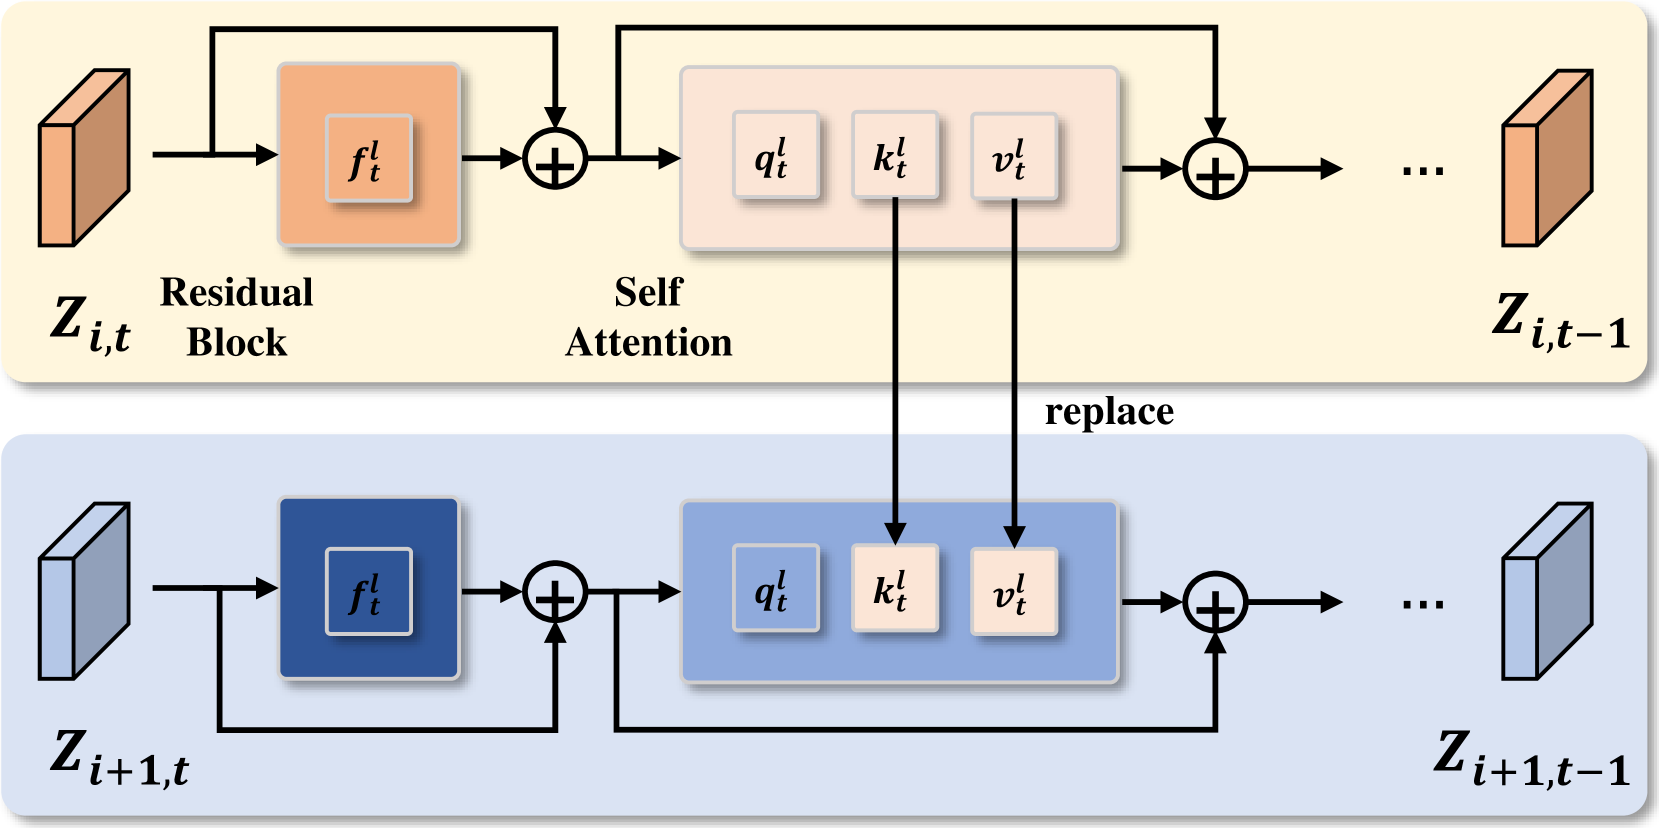 f_t^l
q_t^l k_t^l v_t^l
...
Residual
Block
Self
Attention
Z_{i,t}
Z_{i,t−1}
replace
f_t^l
q_t^l k_t^l v_t^l
...
Z_{i+1,t}
Z_{i+1,t−1}